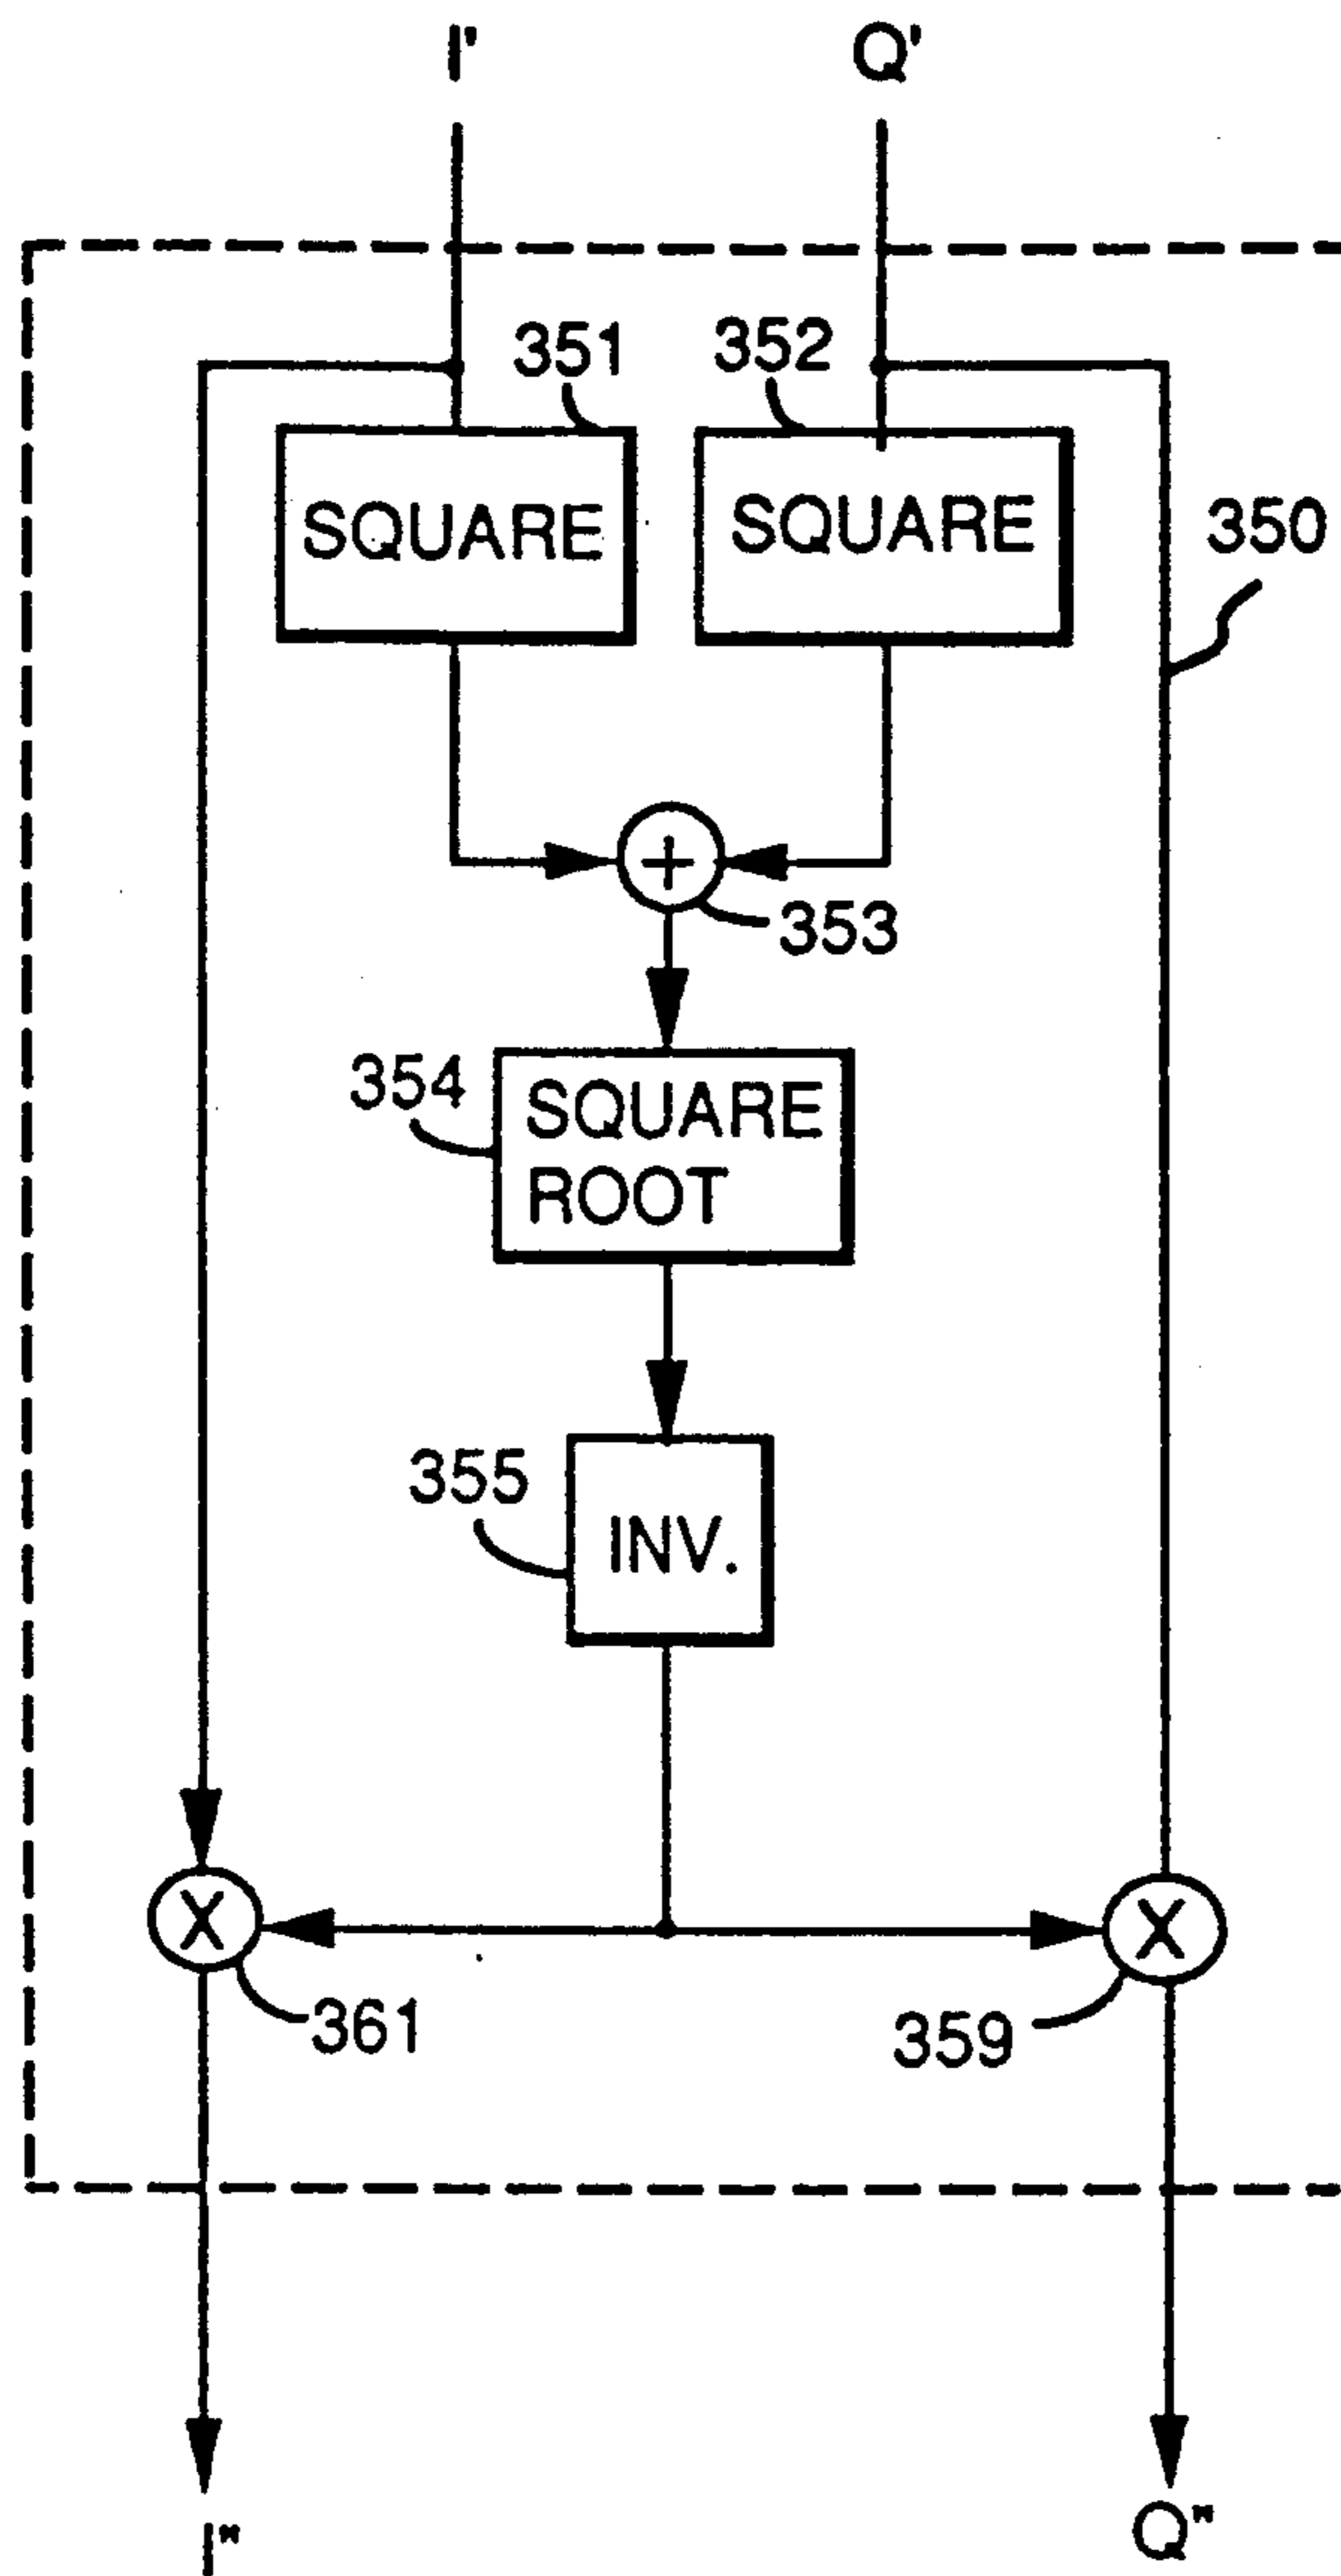 I'
Q'
351
352
SQUARE
SQUARE
350
+
353
354
SQUARE
ROOT
355
INV.
X
X
361
359
I"
Q"